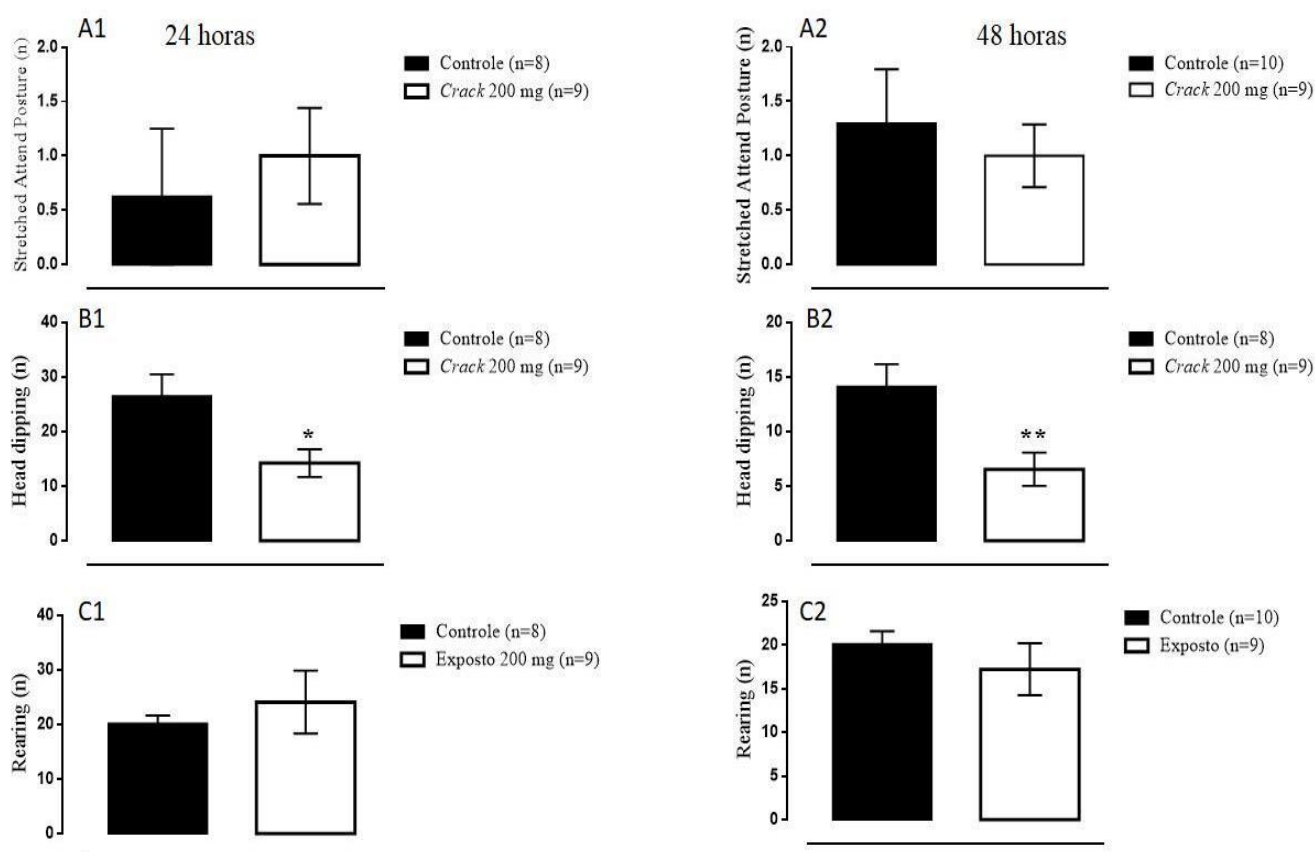 A1
24 horas
Stretched Attend Posture (n)
2.0
1.5
1.0
0.5
0.0
Controle (n=8)
Crack 200 mg (n=9)
A2
48 horas
Stretched Attend Posture (n)
2.0
1.5
1.0
0.5
0.0
Controle (n=10)
Crack 200 mg (n=9)
B1
Head dipping (n)
40
30
20
10
0
*
Controle (n=8)
Crack 200 mg (n=9)
B2
Head dipping (n)
20
15
10
5
0
**
Controle (n=8)
Crack 200 mg (n=9)
C1
Rearing (n)
40
30
20
10
0
Controle (n=8)
Exposto 200 mg (n=9)
C2
Rearing (n)
25
20
15
10
5
0
Controle (n=10)
Exposto (n=9)